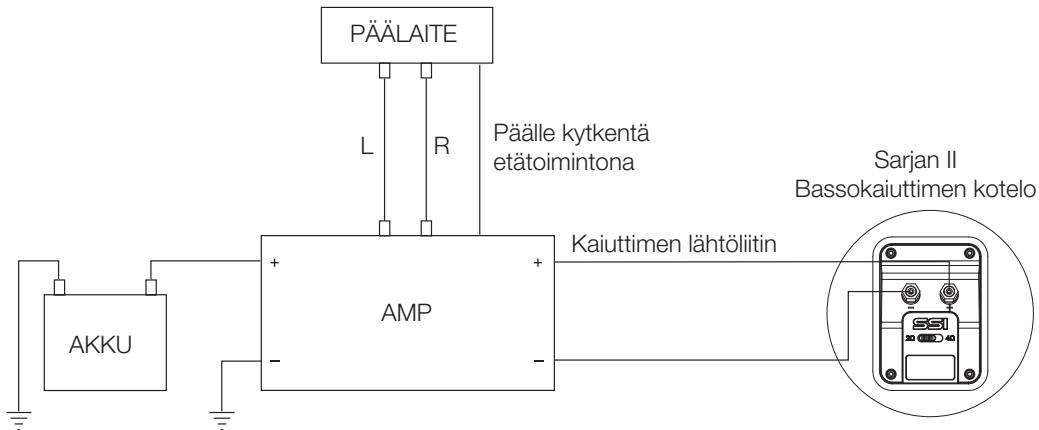 PÄÄLAITE
L
R
Päälle kytkentä
etätoimintona
Sarjan II
Bassokaiuttimen kotelo
Kaiuttimen lähtöliitin
+
+
AMP
AKKU
−
−
−
+
SSI
2Ω
4Ω